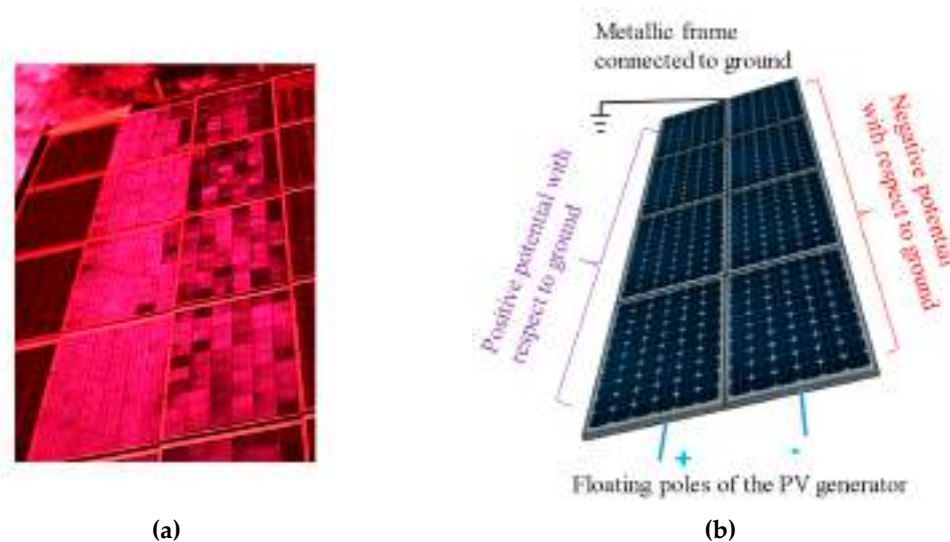 Metallic frame
connected to ground
Positive potential with
respect to ground
Negative potential
with respect to ground
+
-
Floating poles of the PV generator
(a)
(b)